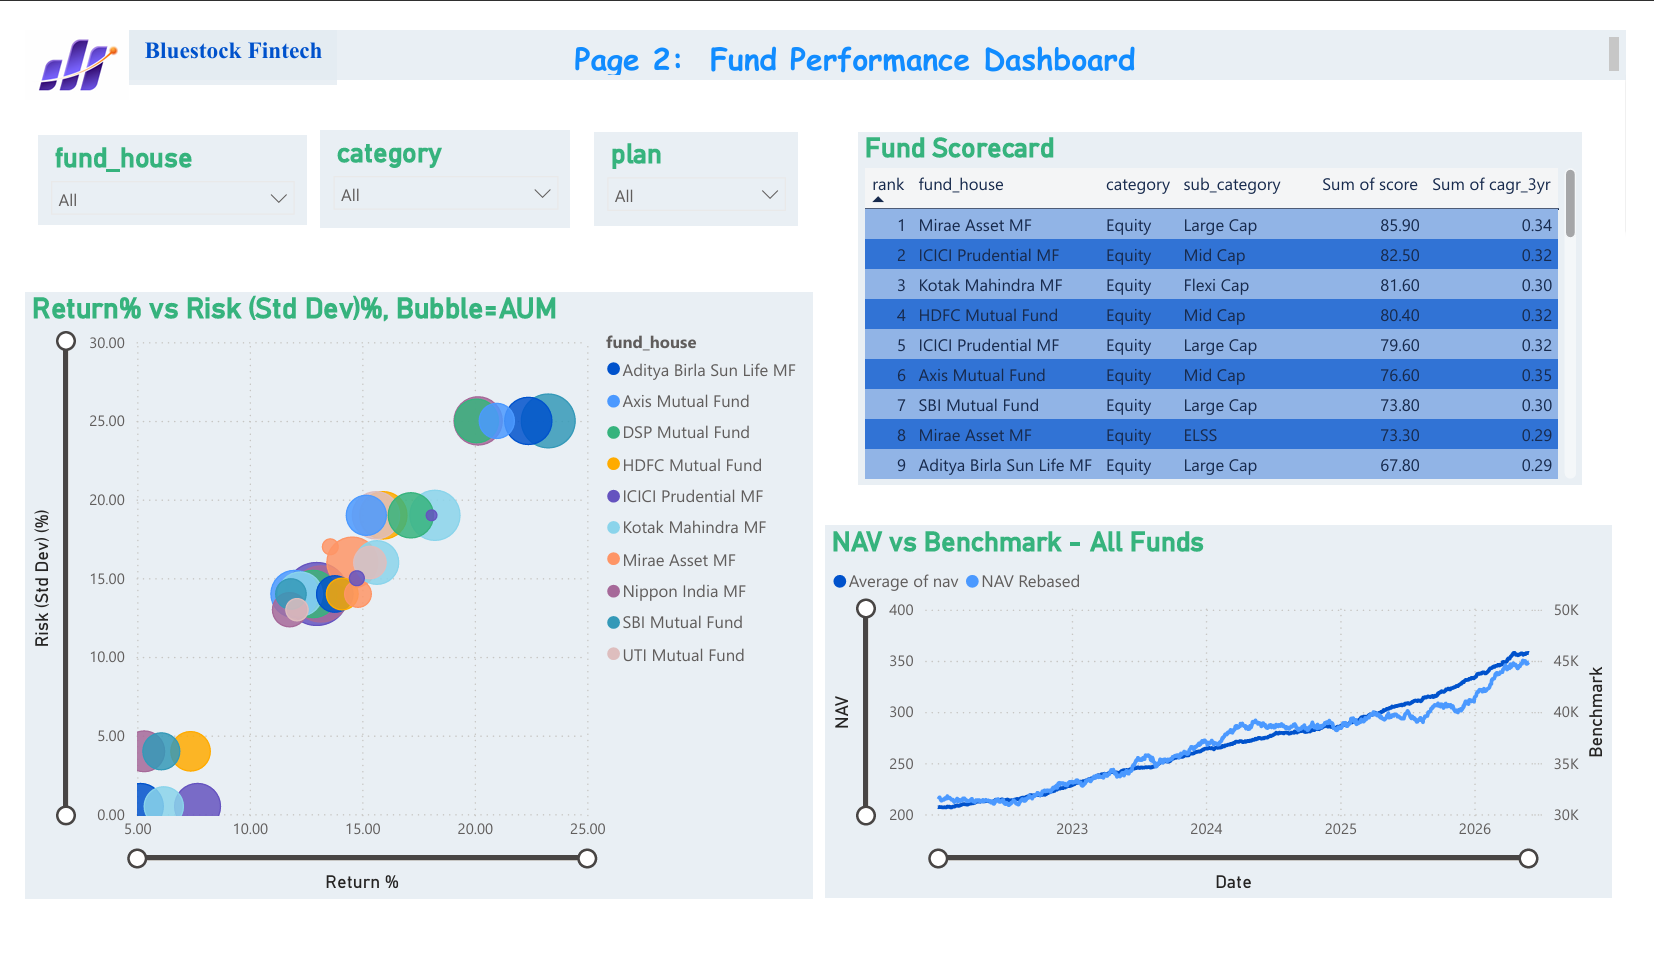 Bluestock Fintech
Page 2: Fund Performance Dashboard
fund_house
All
category
All
plan
All
Fund Scorecard
rank fund_house category sub_category Sum of score Sum of cagr_3yr
1 Mirae Asset MF Equity Large Cap 85.90 0.34
2 ICICI Prudential MF Equity Mid Cap 82.50 0.32
3 Kotak Mahindra MF Equity Flexi Cap 81.60 0.30
4 HDFC Mutual Fund Equity Mid Cap 80.40 0.32
5 ICICI Prudential MF Equity Large Cap 79.60 0.32
6 Axis Mutual Fund Equity Mid Cap 76.60 0.35
7 SBI Mutual Fund Equity Large Cap 73.80 0.30
8 Mirae Asset MF Equity ELSS 73.30 0.29
9 Aditya Birla Sun Life MF Equity Large Cap 67.80 0.29
Return% vs Risk (Std Dev)%, Bubble=AUM
Risk (Std Dev) (%)
30.00
25.00
20.00
15.00
10.00
5.00
0.00
5.00 10.00 15.00 20.00 25.00
Return %
fund_house
Aditya Birla Sun Life MF
Axis Mutual Fund
DSP Mutual Fund
HDFC Mutual Fund
ICICI Prudential MF
Kotak Mahindra MF
Mirae Asset MF
Nippon India MF
SBI Mutual Fund
UTI Mutual Fund
NAV vs Benchmark - All Funds
Average of nav NAV Rebased
NAV
400 50K
350 45K
300 40K
250 35K
200 30K
Benchmark
2023 2024 2025 2026
Date